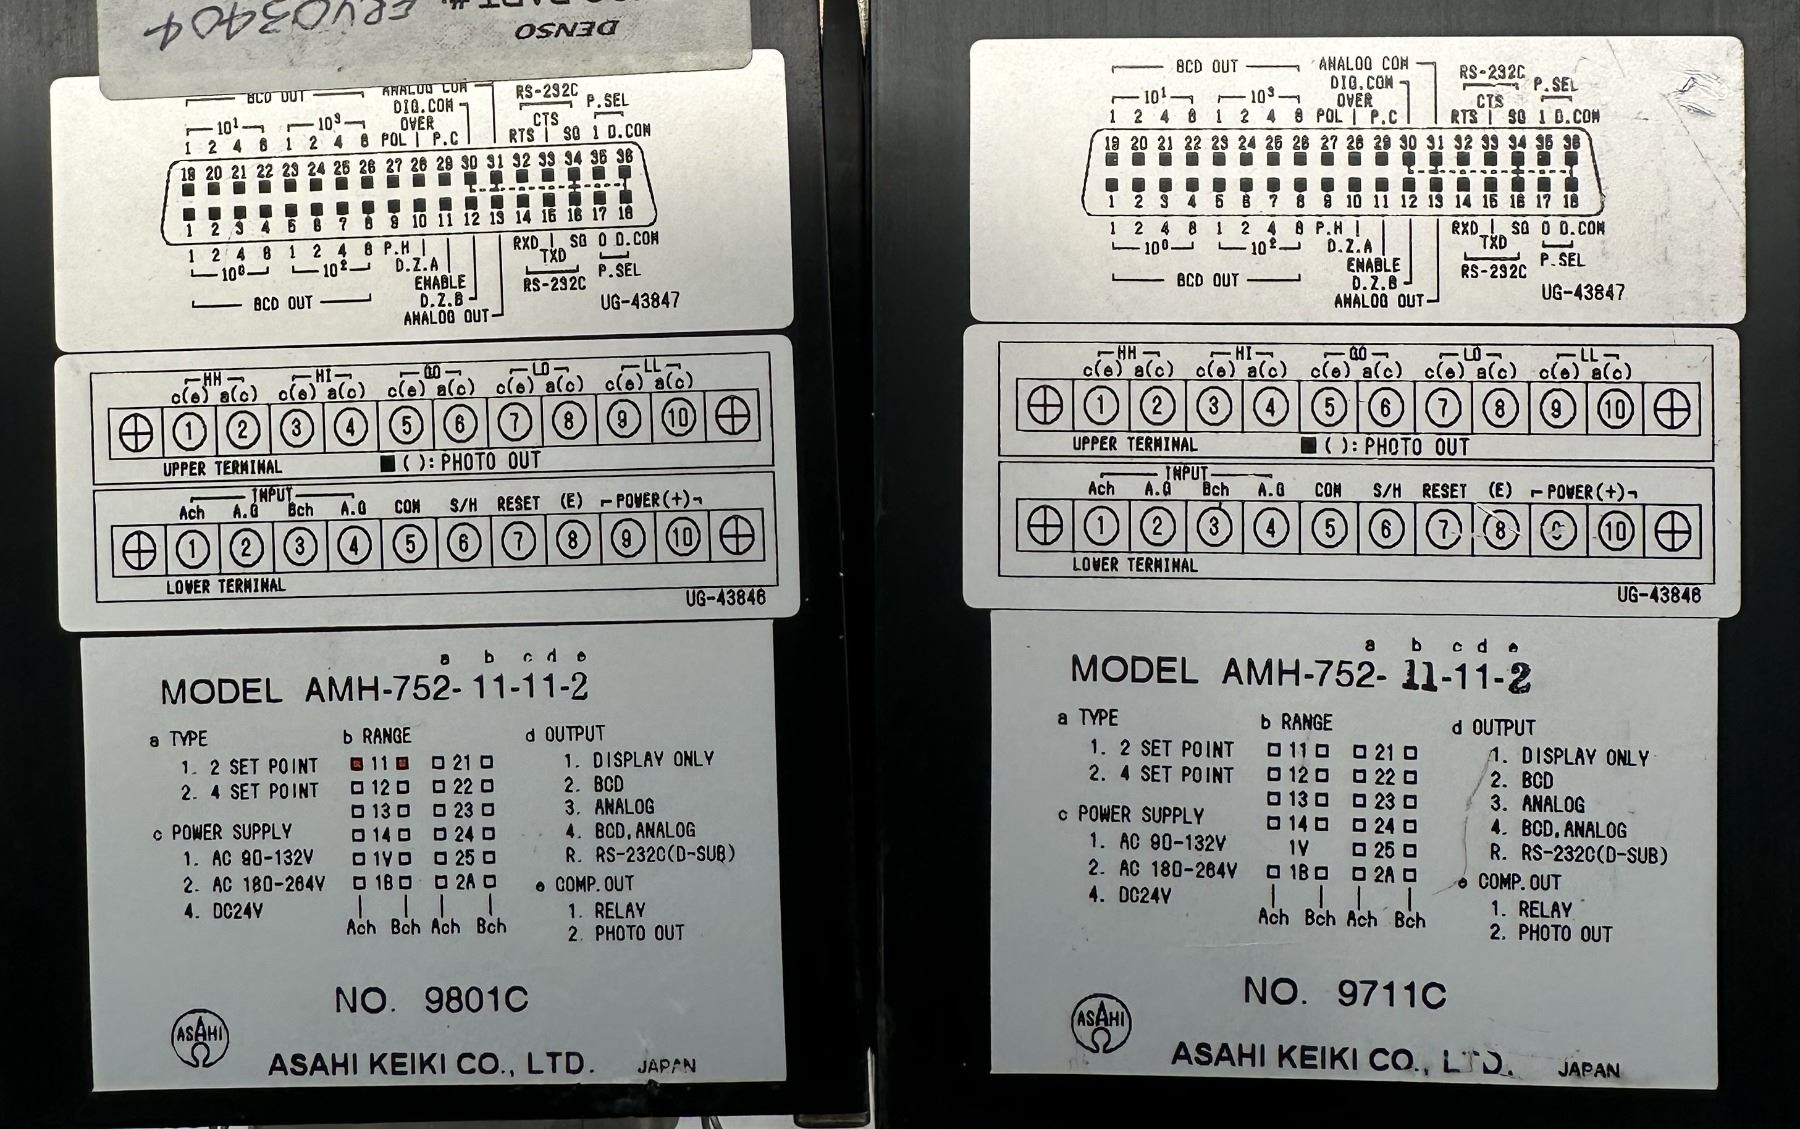 ERV03404
DENSO
BCD OUT
ANALOG COM
DIG.COM
OVER
RS-232C
CTS
P.SEL
10¹ 10³
1 2 4 8 1 2 4 8 POL P.C RTS SG 1 D.COM
19 20 21 22 23 24 25 26 27 28 29 30 31 32 33 34 35 36
1 2 3 4 5 6 7 8 9 10 11 12 13 14 15 16 17 18
1 2 4 8 1 2 4 8 P.H RXD SG 0 D.COM
10⁰ 10² D.Z.A TXD P.SEL
ENABLE RS-232C
BCD OUT D.Z.B UG-43847
ANALOG OUT
HH HI GO LO LL
c(e) a(c) c(e) a(c) c(e) a(c) c(e) a(c) c(e) a(c)
1 2 3 4 5 6 7 8 9 10
UPPER TERMINAL ■( ): PHOTO OUT
INPUT
Ach A.G Bch A.G COM S/H RESET (E) POWER(+)
1 2 3 4 5 6 7 8 9 10
LOWER TERMINAL
UG-43846
a b c d e
MODEL AMH-752-11-11-2
a TYPE
1. 2 SET POINT
2. 4 SET POINT
c POWER SUPPLY
1. AC 90-132V
2. AC 180-264V
4. DC24V
b RANGE
11 21
12 22
13 23
14 24
1V 25
1B 2A
Ach Bch Ach Bch
d OUTPUT
1. DISPLAY ONLY
2. BCD
3. ANALOG
4. BCD,ANALOG
R. RS-232C(D-SUB)
e COMP.OUT
1. RELAY
2. PHOTO OUT
NO. 9801C
ASAHI
ASAHI KEIKI CO., LTD. JAPAN
BCD OUT
ANALOG COM
DIG.COM
OVER
RS-232C
CTS
P.SEL
10¹ 10³
1 2 4 8 1 2 4 8 POL P.C RTS SG 1 D.COM
19 20 21 22 23 24 25 26 27 28 29 30 31 32 33 34 35 36
1 2 3 4 5 6 7 8 9 10 11 12 13 14 15 16 17 18
1 2 4 8 1 2 4 8 P.H RXD SG 0 D.COM
10⁰ 10² D.Z.A TXD P.SEL
ENABLE RS-232C
BCD OUT D.Z.B UG-43847
ANALOG OUT
HH HI GO LO LL
c(e) a(c) c(e) a(c) c(e) a(c) c(e) a(c) c(e) a(c)
1 2 3 4 5 6 7 8 9 10
UPPER TERMINAL ■( ): PHOTO OUT
INPUT
Ach A.G Bch A.G COM S/H RESET (E) POWER(+)
1 2 3 4 5 6 7 8 9 10
LOWER TERMINAL
UG-43846
a b c d e
MODEL AMH-752-11-11-2
a TYPE
1. 2 SET POINT
2. 4 SET POINT
c POWER SUPPLY
1. AC 90-132V
2. AC 180-264V
4. DC24V
b RANGE
11 21
12 22
13 23
14 24
1V 25
1B 2A
Ach Bch Ach Bch
d OUTPUT
1. DISPLAY ONLY
2. BCD
3. ANALOG
4. BCD,ANALOG
R. RS-232C(D-SUB)
e COMP.OUT
1. RELAY
2. PHOTO OUT
NO. 9711C
ASAHI
ASAHI KEIKI CO., LTD. JAPAN